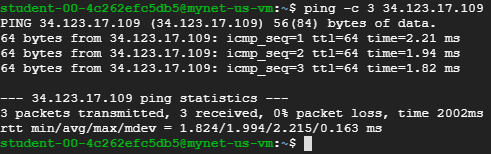 student-00-4c262efc5db5@mynet-us-vm:~$ ping -c 3 34.123.17.109
PING 34.123.17.109 (34.123.17.109) 56(84) bytes of data.
64 bytes from 34.123.17.109: icmp_seq=1 ttl=64 time=2.21 ms
64 bytes from 34.123.17.109: icmp_seq=2 ttl=64 time=1.94 ms
64 bytes from 34.123.17.109: icmp_seq=3 ttl=64 time=1.82 ms
--- 34.123.17.109 ping statistics ---
3 packets transmitted, 3 received, 0% packet loss, time 2002ms
rtt min/avg/max/mdev = 1.824/1.994/2.215/0.163 ms
student-00-4c262efc5db5@mynet-us-vm:~$